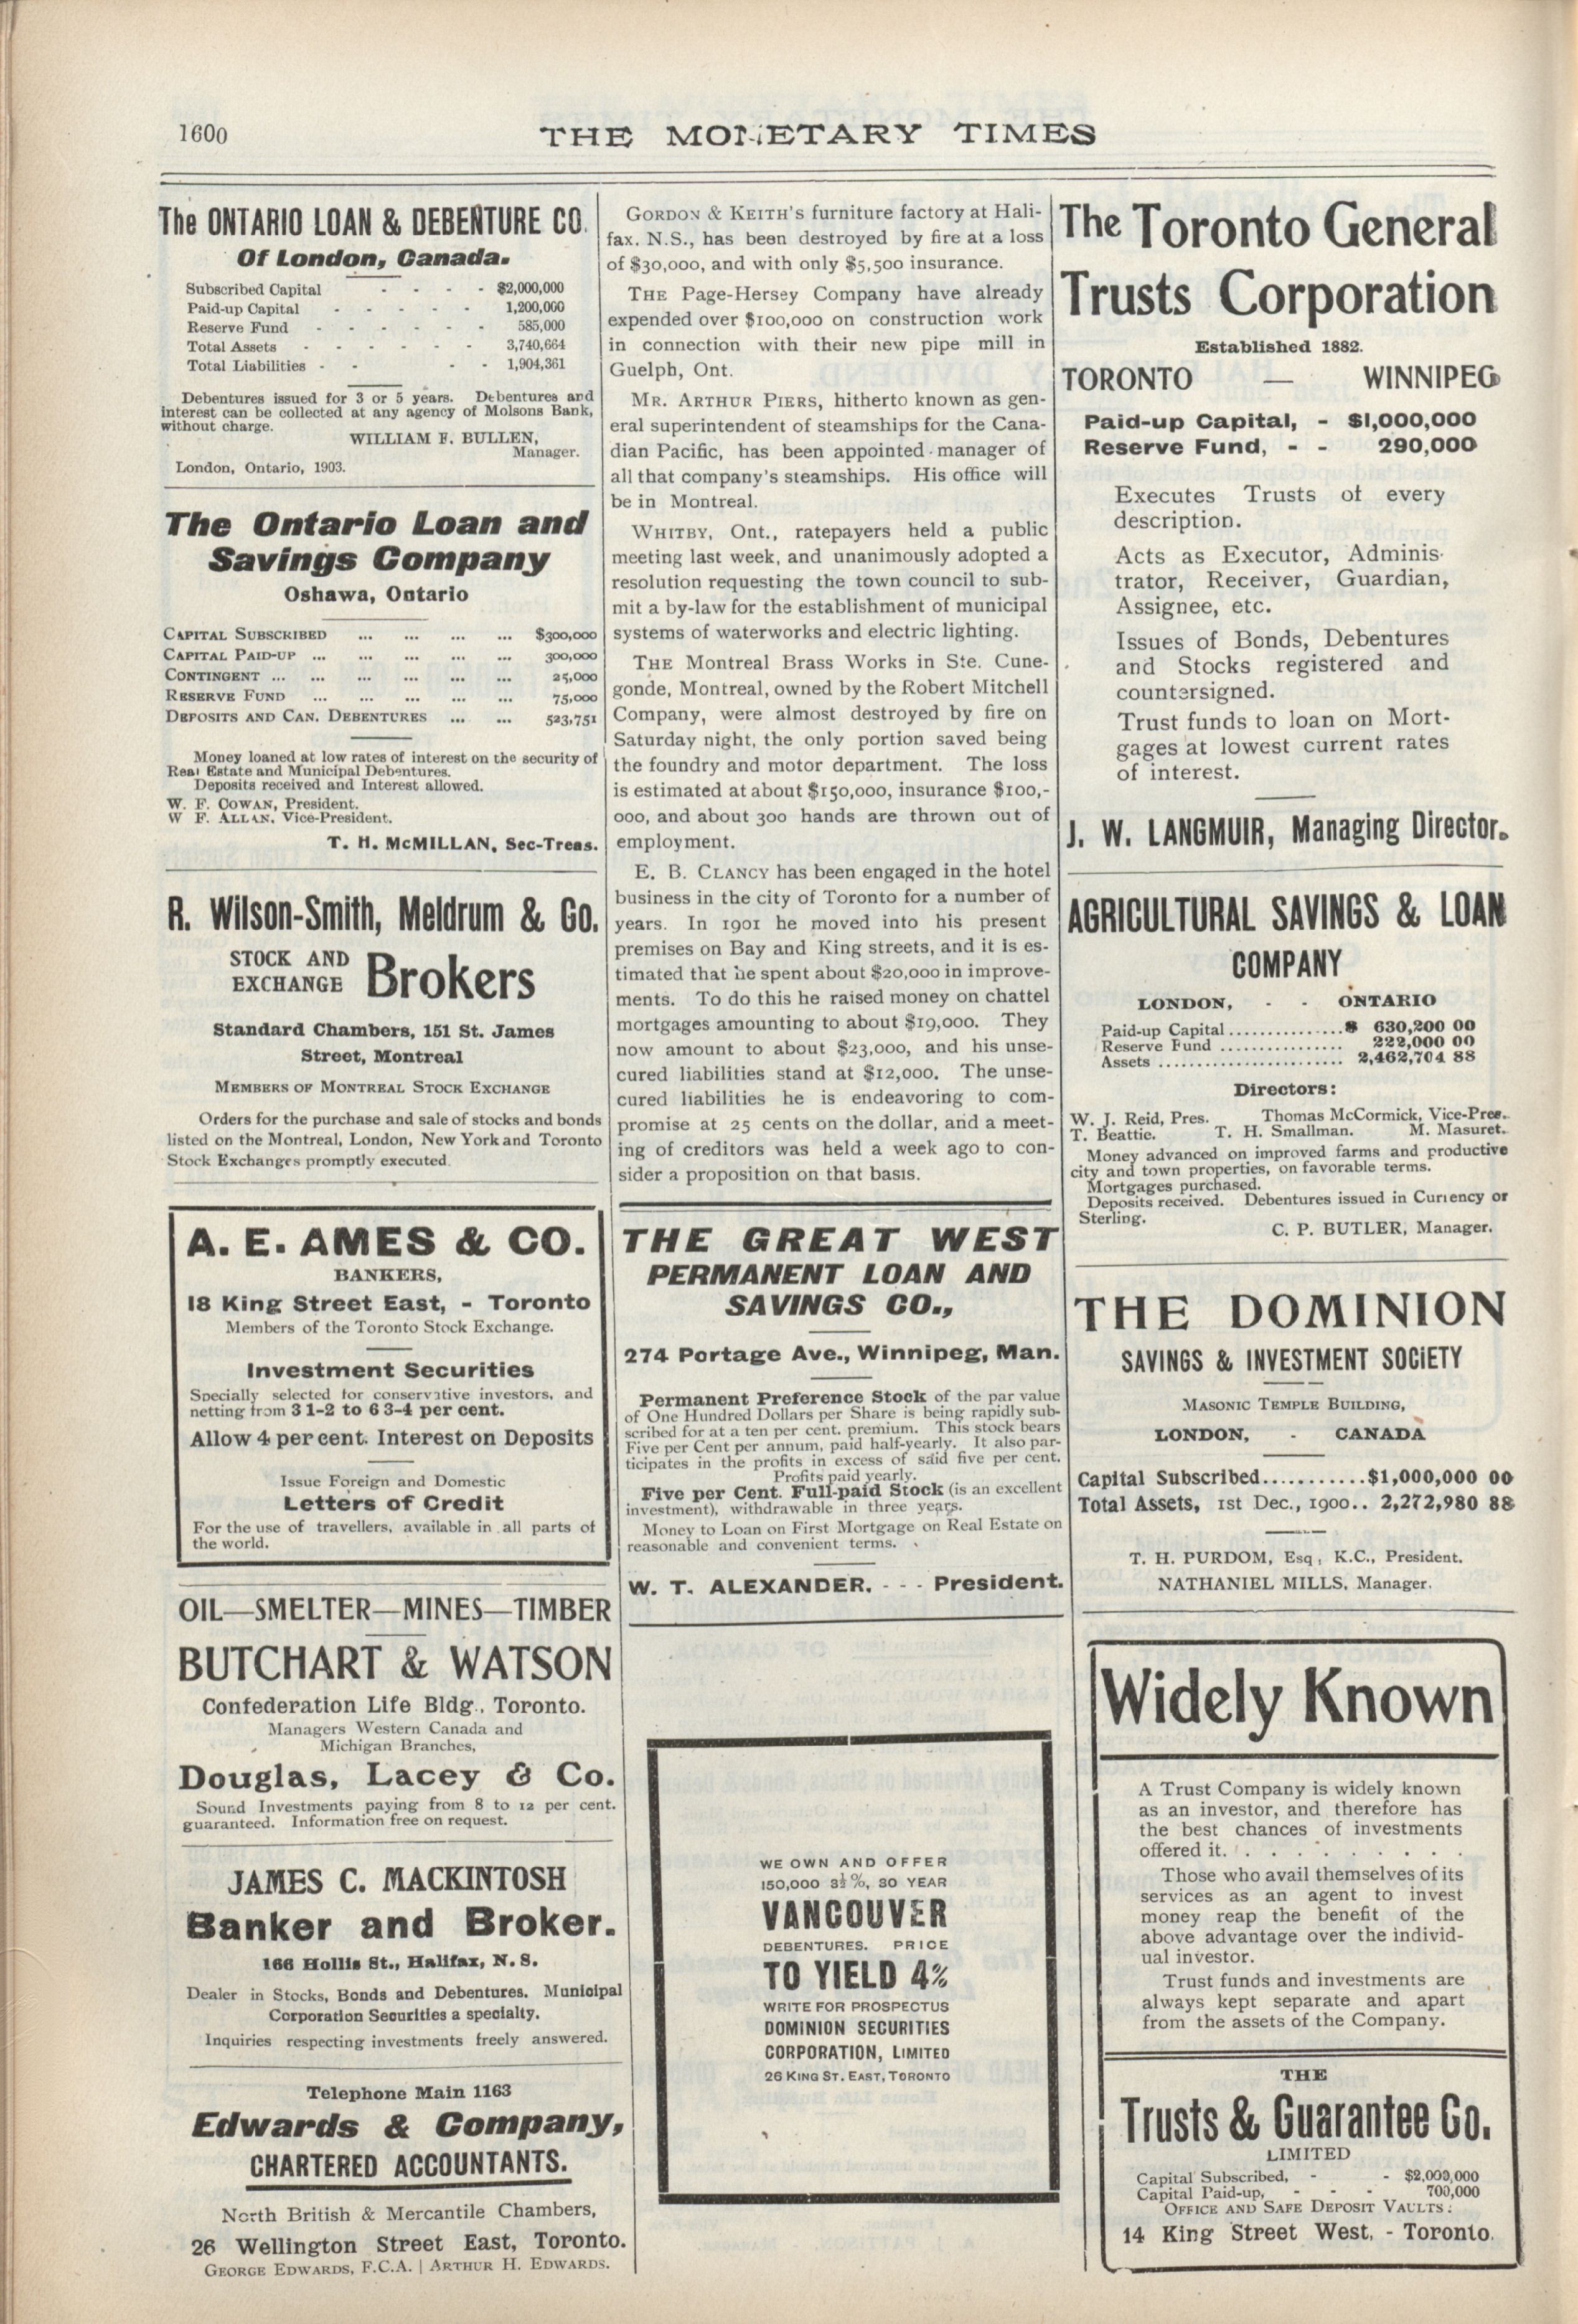 1600
THE MONETARY TIMES
The ONTARIO LOAN & DEBENTURE CO.
Of London, Canada.
Subscribed Capital - - - - $2,000,000
Paid-up Capital - - - - - 1,200,000
Reserve Fund - - - - - - 585,000
Total Assets - - - - - - 3,740,664
Total Liabilities - - - - 1,904,361
Debentures issued for 3 or 5 years. Debentures and
interest can be collected at any agency of Molsons Bank,
without charge.
WILLIAM F. BULLEN,
Manager.
London, Ontario, 1903.
The Ontario Loan and
Savings Company
Oshawa, Ontario
CAPITAL SUBSCRIBED ... ... ... ... $300,000
CAPITAL PAID-UP ... ... ... ... ... 300,000
CONTINGENT ... ... ... ... ... ... 25,000
RESERVE FUND ... ... ... ... ... 75,000
DEPOSITS AND CAN. DEBENTURES ... ... 523,751
Money loaned at low rates of interest on the security of
Real Estate and Municipal Debentures.
Deposits received and Interest allowed.
W. F. COWAN, President.
W F. ALLAN, Vice-President.
T. H. McMILLAN, Sec-Treas.
R. Wilson-Smith, Meldrum & Co.
STOCK AND
EXCHANGE Brokers
Standard Chambers, 151 St. James
Street, Montreal
MEMBERS OF MONTREAL STOCK EXCHANGE
Orders for the purchase and sale of stocks and bonds
listed on the Montreal, London, New York and Toronto
Stock Exchanges promptly executed.
A. E. AMES & CO.
BANKERS,
18 King Street East, - Toronto
Members of the Toronto Stock Exchange.
Investment Securities
Specially selected for conservative investors, and
netting from 3 1-2 to 6 3-4 per cent.
Allow 4 per cent. Interest on Deposits
Issue Foreign and Domestic
Letters of Credit
For the use of travellers, available in all parts of
the world.
OIL—SMELTER—MINES—TIMBER
BUTCHART & WATSON
Confederation Life Bldg., Toronto.
Managers Western Canada and
Michigan Branches,
Douglas, Lacey & Co.
Sound Investments paying from 8 to 12 per cent.
guaranteed. Information free on request.
JAMES C. MACKINTOSH
Banker and Broker.
166 Hollis St., Halifax, N. S.
Dealer in Stocks, Bonds and Debentures. Municipal
Corporation Securities a specialty.
Inquiries respecting investments freely answered.
Telephone Main 1163
Edwards & Company,
CHARTERED ACCOUNTANTS.
North British & Mercantile Chambers,
26 Wellington Street East, Toronto.
GEORGE EDWARDS, F.C.A. | ARTHUR H. EDWARDS.
GORDON & KEITH'S furniture factory at Hali-
fax. N.S., has been destroyed by fire at a loss
of $30,000, and with only $5,500 insurance.
THE Page-Hersey Company have already
expended over $100,000 on construction work
in connection with their new pipe mill in
Guelph, Ont.
MR. ARTHUR PIERS, hitherto known as gen-
eral superintendent of steamships for the Cana-
dian Pacific, has been appointed manager of
all that company's steamships. His office will
be in Montreal.
WHITBY, Ont., ratepayers held a public
meeting last week, and unanimously adopted a
resolution requesting the town council to sub-
mit a by-law for the establishment of municipal
systems of waterworks and electric lighting.
THE Montreal Brass Works in Ste. Cune-
gonde, Montreal, owned by the Robert Mitchell
Company, were almost destroyed by fire on
Saturday night, the only portion saved being
the foundry and motor department. The loss
is estimated at about $150,000, insurance $100,-
000, and about 300 hands are thrown out of
employment.
E. B. CLANCY has been engaged in the hotel
business in the city of Toronto for a number of
years. In 1901 he moved into his present
premises on Bay and King streets, and it is es-
timated that he spent about $20,000 in improve-
ments. To do this he raised money on chattel
mortgages amounting to about $19,000. They
now amount to about $23,000, and his unse-
cured liabilities stand at $12,000. The unse-
cured liabilities he is endeavoring to com-
promise at 25 cents on the dollar, and a meet-
ing of creditors was held a week ago to con-
sider a proposition on that basis.
THE GREAT WEST
PERMANENT LOAN AND
SAVINGS CO.,
274 Portage Ave., Winnipeg, Man.
Permanent Preference Stock of the par value
of One Hundred Dollars per Share is being rapidly sub-
scribed for at a ten per cent. premium. This stock bears
Five per Cent per annum, paid half-yearly. It also par-
ticipates in the profits in excess of said five per cent.
Profits paid yearly.
Five per Cent. Full-paid Stock (is an excellent
investment), withdrawable in three years.
Money to Loan on First Mortgage on Real Estate on
reasonable and convenient terms.
W. T. ALEXANDER, - - - President.
WE OWN AND OFFER
150,000 3½%, 30 YEAR
VANCOUVER
DEBENTURES. PRICE
TO YIELD 4%
WRITE FOR PROSPECTUS
DOMINION SECURITIES
CORPORATION, LIMITED
26 KING ST. EAST, TORONTO
The Toronto General
Trusts Corporation
Established 1882.
TORONTO — WINNIPEG
Paid-up Capital, - $1,000,000
Reserve Fund, - - 290,000
Executes Trusts of every
description.
Acts as Executor, Adminis-
trator, Receiver, Guardian,
Assignee, etc.
Issues of Bonds, Debentures
and Stocks registered and
countersigned.
Trust funds to loan on Mort-
gages at lowest current rates
of interest.
J. W. LANGMUIR, Managing Director.
AGRICULTURAL SAVINGS & LOAN
COMPANY
LONDON, - - ONTARIO
Paid-up Capital ............... $ 630,200 00
Reserve Fund ................ 222,000 00
Assets ........................ 2,462,704 88
Directors:
W. J. Reid, Pres. Thomas McCormick, Vice-Pres.
T. Beattie. T. H. Smallman. M. Masuret.
Money advanced on improved farms and productive
city and town properties, on favorable terms.
Mortgages purchased.
Deposits received. Debentures issued in Currency or
Sterling.
C. P. BUTLER, Manager.
THE DOMINION
SAVINGS & INVESTMENT SOCIETY
MASONIC TEMPLE BUILDING,
LONDON, - CANADA
Capital Subscribed...........$1,000,000 00
Total Assets, 1st Dec., 1900.. 2,272,980 88
T. H. PURDOM, Esq., K.C., President.
NATHANIEL MILLS, Manager.
Widely Known
A Trust Company is widely known
as an investor, and therefore has
the best chances of investments
offered it. . . . . . . . . .
Those who avail themselves of its
services as an agent to invest
money reap the benefit of the
above advantage over the individ-
ual investor.
Trust funds and investments are
always kept separate and apart
from the assets of the Company.
THE
Trusts & Guarantee Co.
LIMITED
Capital Subscribed, - - $2,000,000
Capital Paid-up, - - - 700,000
OFFICE AND SAFE DEPOSIT VAULTS:
14 King Street West, - Toronto.